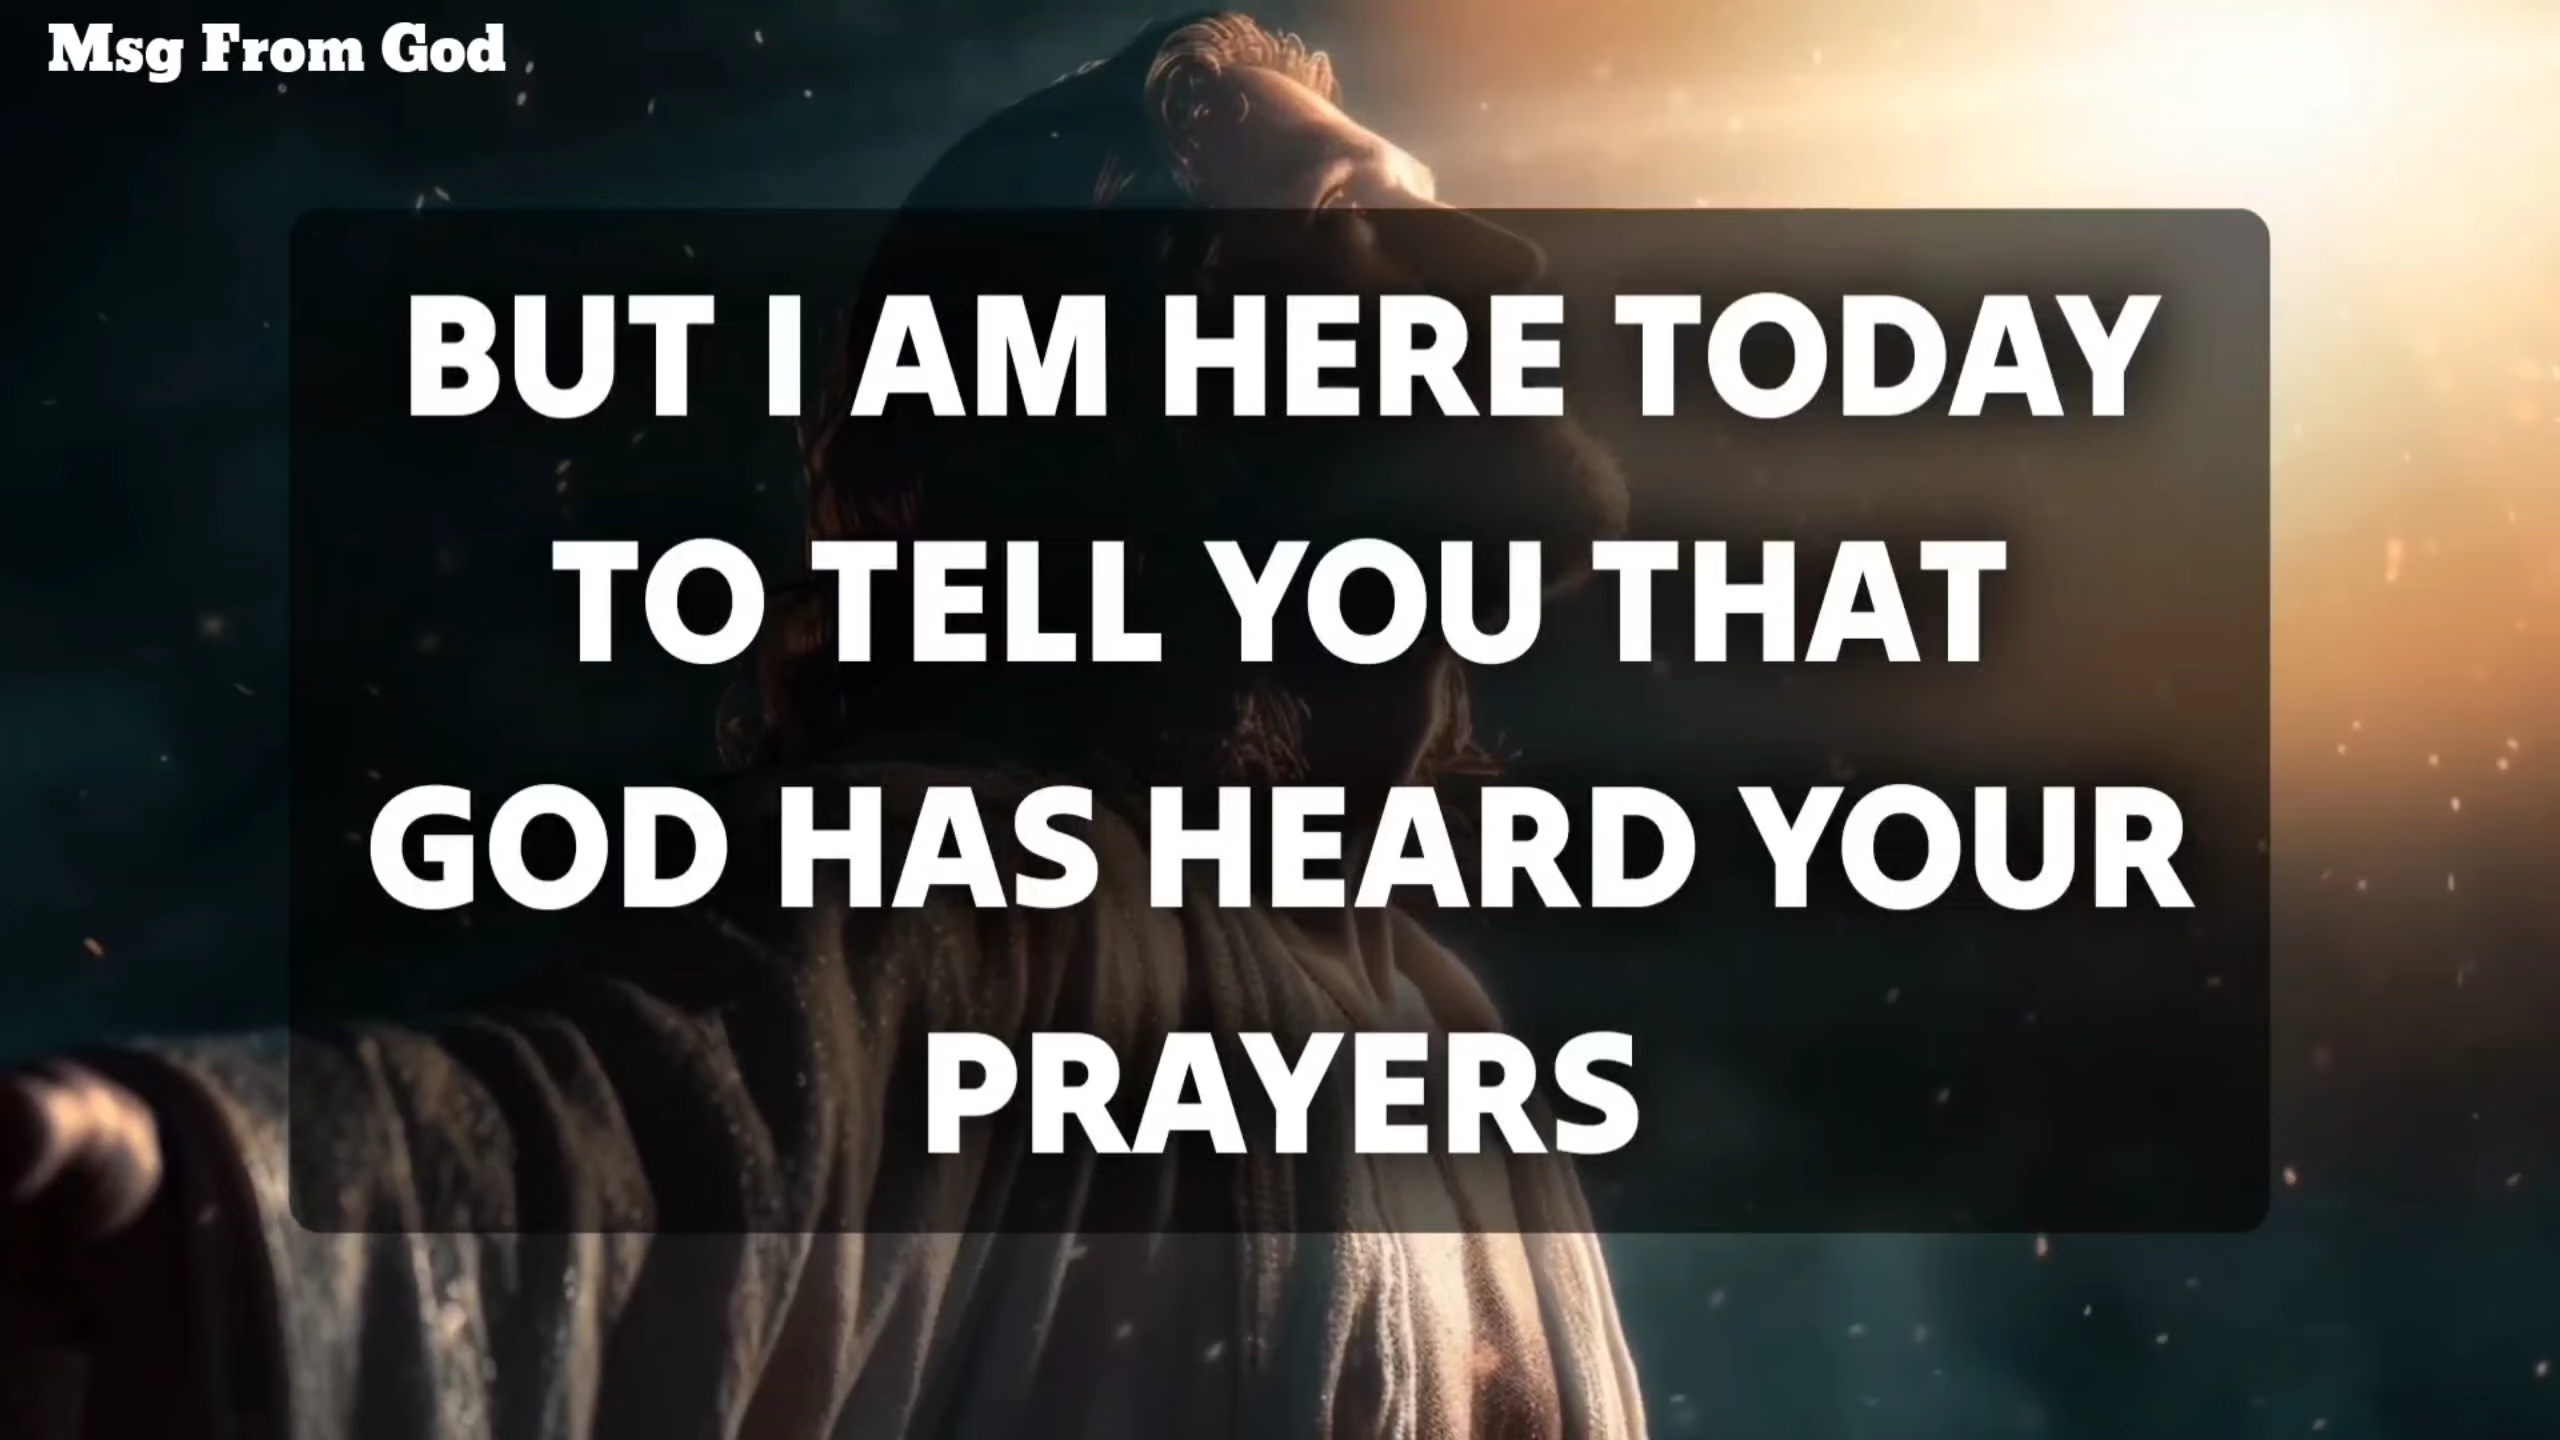 Msg From God
BUT I AM HERE TODAY
TO TELL YOU THAT
GOD HAS HEARD YOUR
PRAYERS